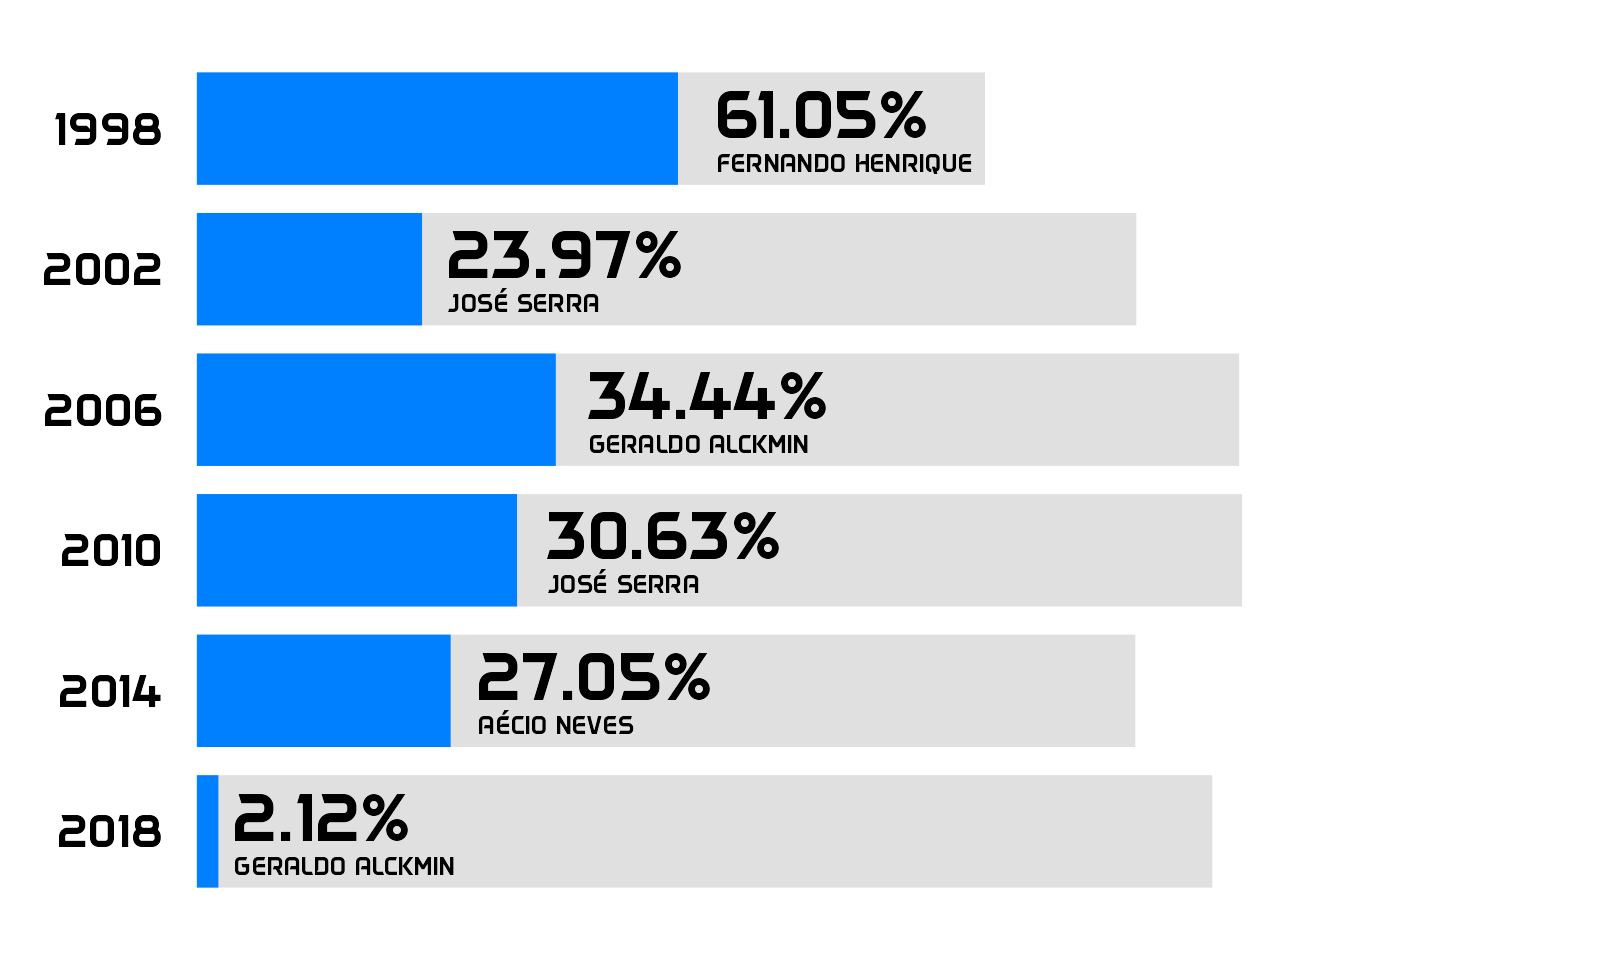 1998
61.05%
FERNANDO HENRIQUE
2002
23.97%
JOSÉ SERRA
2006
34.44%
GERALDO ALCKMIN
2010
30.63%
JOSÉ SERRA
2014
27.05%
AÉCIO NEVES
2018
2.12%
GERALDO ALCKMIN